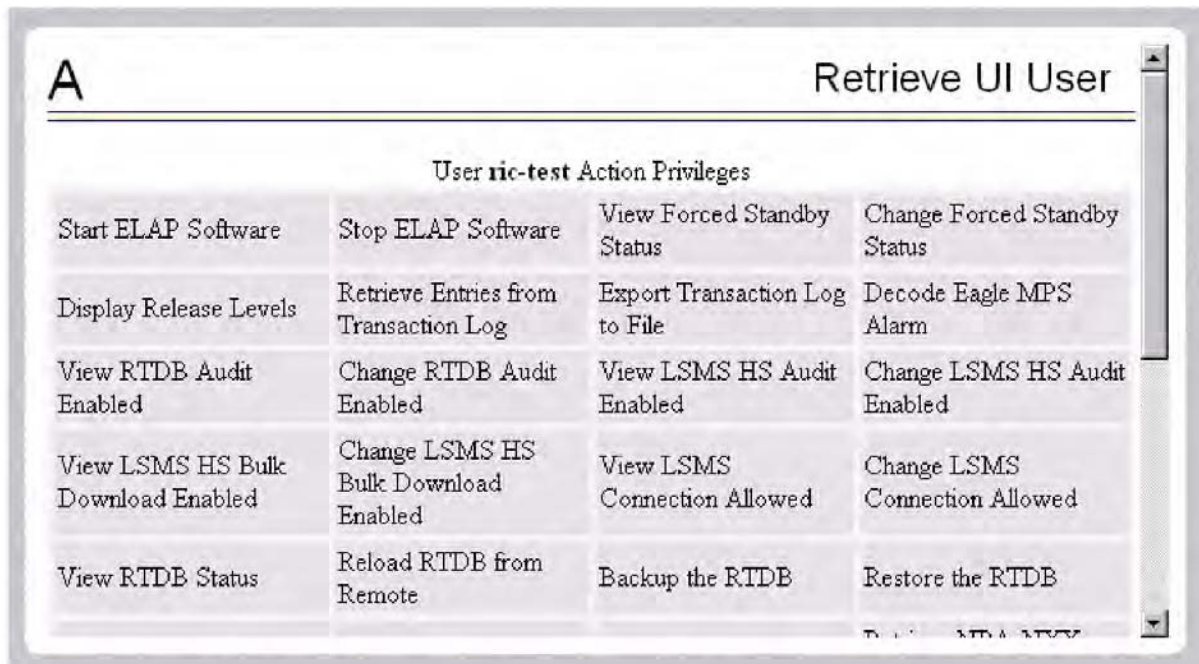 A
Retrieve UI User
User ric-test Action Privileges
Start ELAP Software
Stop ELAP Software
View Forced Standby
Status
Change Forced Standby
Status
Display Release Levels
Retrieve Entries from
Transaction Log
Export Transaction Log
to File
Decode Eagle MPS
Alarm
View RTDB Audit
Enabled
Change RTDB Audit
Enabled
View LSMS HS Audit
Enabled
Change LSMS HS Audit
Enabled
View LSMS HS Bulk
Download Enabled
Change LSMS HS
Bulk Download
Enabled
View LSMS
Connection Allowed
Change LSMS
Connection Allowed
View RTDB Status
Reload RTDB from
Remote
Backup the RTDB
Restore the RTDB